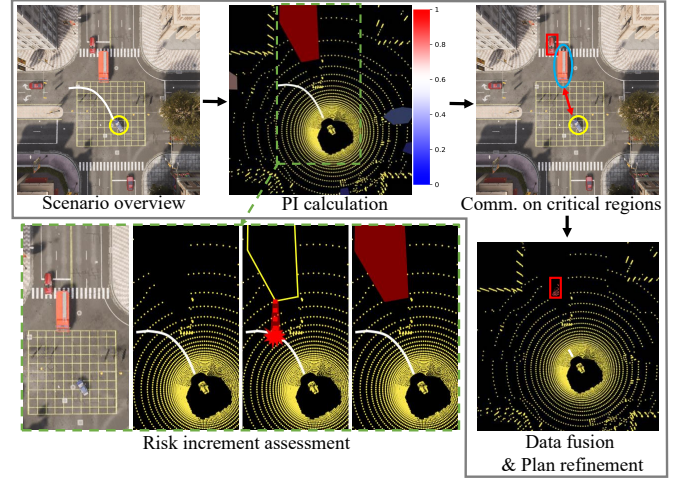 1
0.8
0.6
0.4
0.2
0
Scenario overview
PI calculation
Comm. on critical regions
Risk increment assessment
Data fusion
& Plan refinement